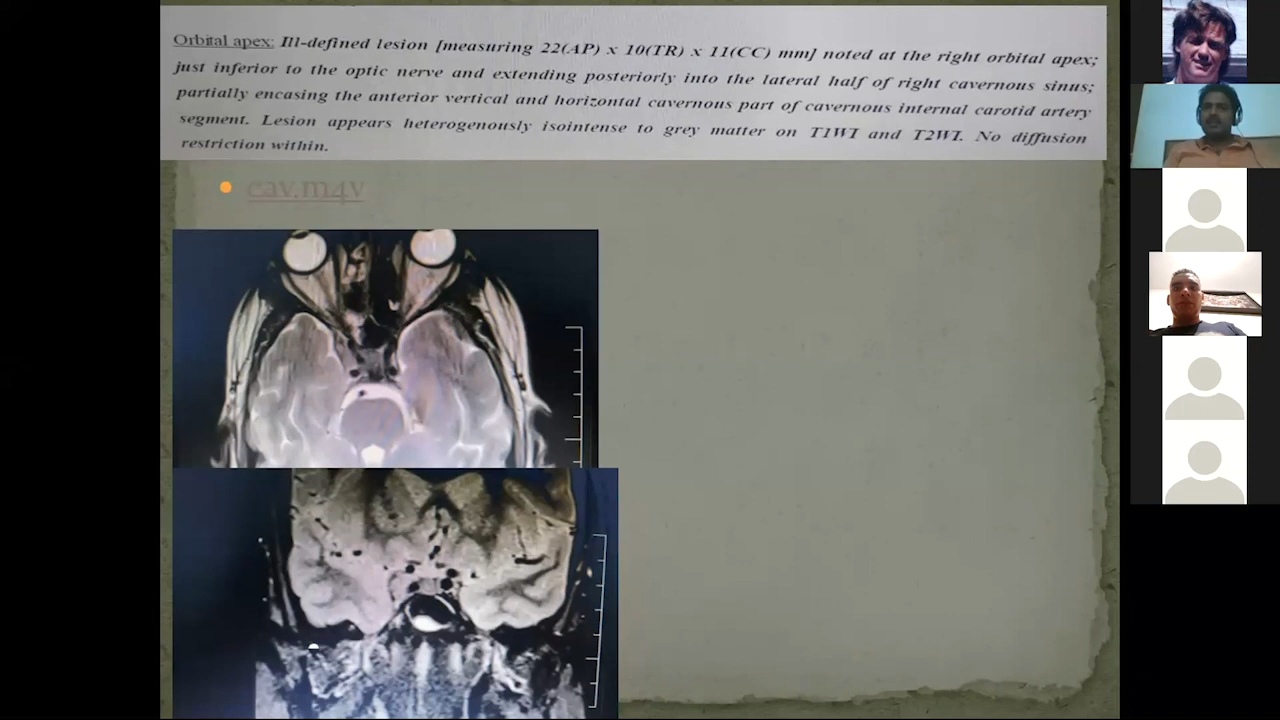 Orbital apex: Ill-defined lesion [measuring 22(AP) x 10(TR) x 11(CC) mm] noted at the right orbital apex;
just inferior to the optic nerve and extending posteriorly into the lateral half of right cavernous sinus;
partially encasing the anterior vertical and horizontal cavernous part of cavernous internal carotid artery
segment. Lesion appears heterogenously isointense to grey matter on T1WI and T2WI. No diffusion
restriction within.
cav.m4v